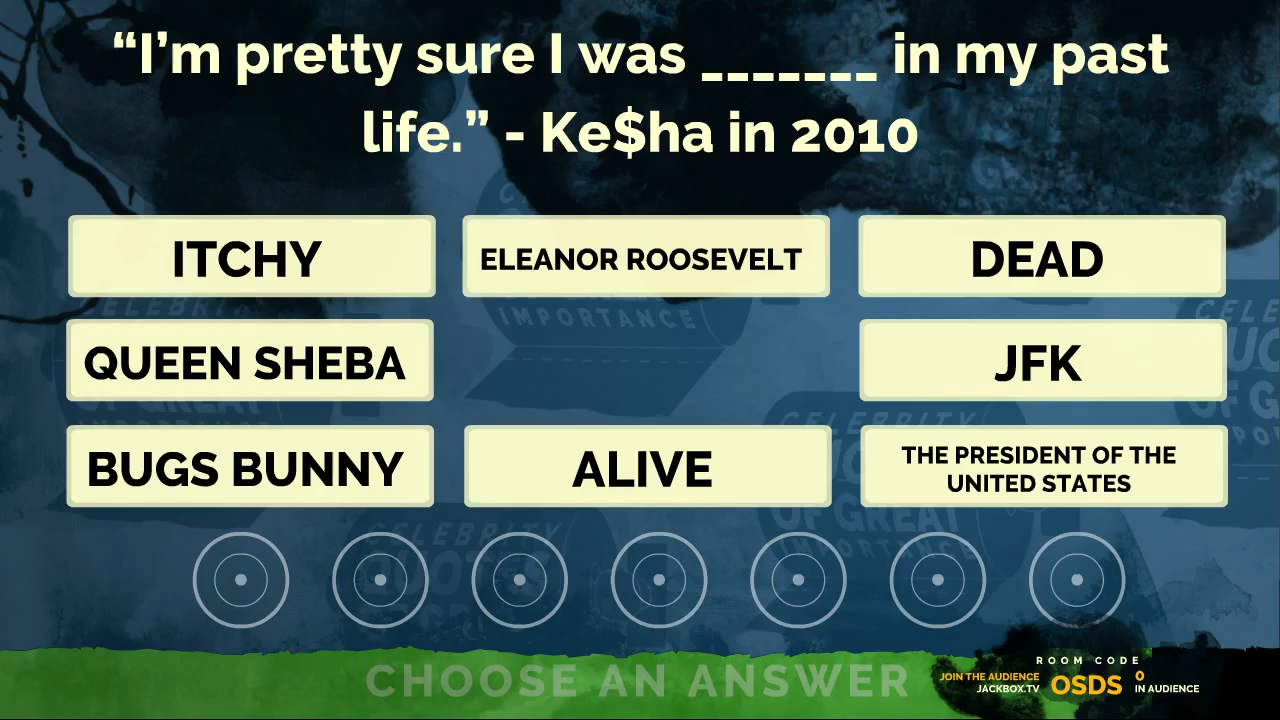 “I’m pretty sure I was _______ in my past
life.” - Ke$ha in 2010
ITCHY
ELEANOR ROOSEVELT
DEAD
QUEEN SHEBA
JFK
BUGS BUNNY
ALIVE
THE PRESIDENT OF THE
UNITED STATES
CHOOSE AN ANSWER
ROOM CODE
JOIN THE AUDIENCE
JACKBOX.TV
OSDS
0
IN AUDIENCE